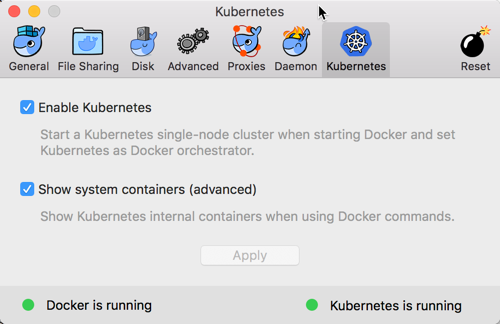 Kubernetes
General File Sharing Disk Advanced Proxies Daemon Kubernetes Reset
Enable Kubernetes
Start a Kubernetes single-node cluster when starting Docker and set
Kubernetes as Docker orchestrator.
Show system containers (advanced)
Show Kubernetes internal containers when using Docker commands.
Apply
Docker is running Kubernetes is running